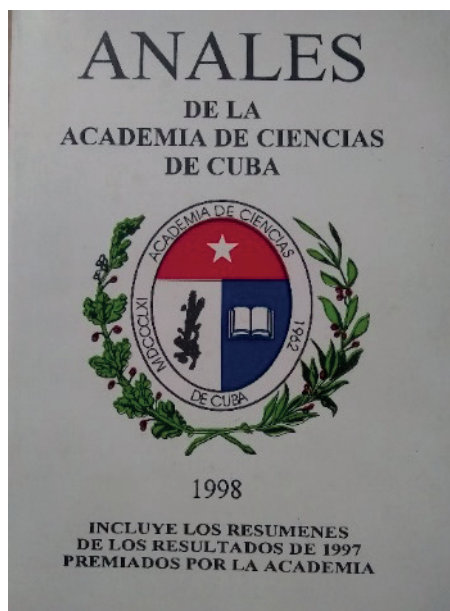 ANALES
DE LA
ACADEMIA DE CIENCIAS
DE CUBA
ACADEMIA DE CIENCIAS
MDCCCLXI
1962
DE CUBA
1998
INCLUYE LOS RESUMENES
DE LOS RESULTADOS DE 1997
PREMIADOS POR LA ACADEMIA